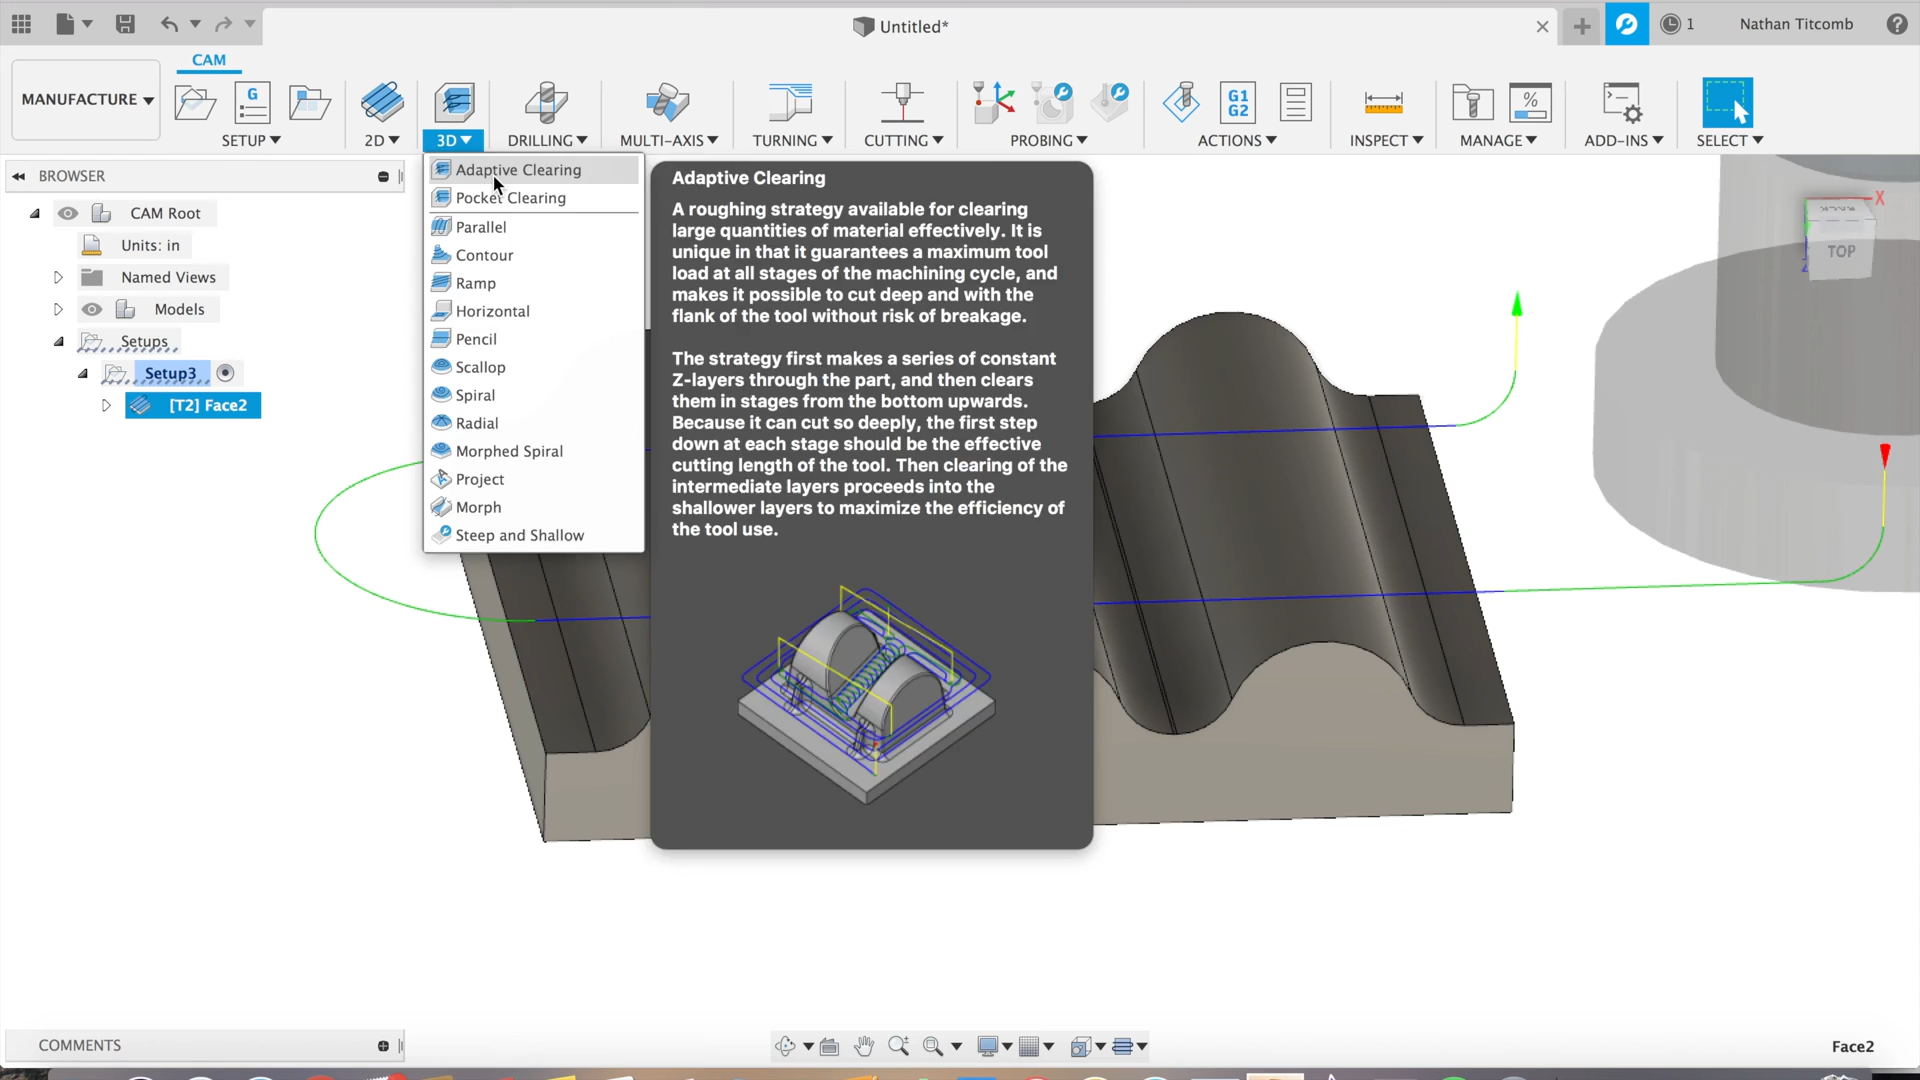 Untitled*
1
Nathan Titcomb
CAM
MANUFACTURE
G
G1
G2
%
SETUP
2D
3D
DRILLING
MULTI-AXIS
TURNING
CUTTING
PROBING
ACTIONS
INSPECT
MANAGE
ADD-INS
SELECT
BROWSER
CAM Root
Units: in
Named Views
Models
Setups
Setup3
[T2] Face2
Adaptive Clearing
Pocket Clearing
Parallel
Contour
Ramp
Horizontal
Pencil
Scallop
Spiral
Radial
Morphed Spiral
Project
Morph
Steep and Shallow
Adaptive Clearing
A roughing strategy available for clearing
large quantities of material effectively. It is
unique in that it guarantees a maximum tool
load at all stages of the machining cycle, and
makes it possible to cut deep and with the
flank of the tool without risk of breakage.
The strategy first makes a series of constant
Z-layers through the part, and then clears
them in stages from the bottom upwards.
Because it can cut so deeply, the first step
down at each stage should be the effective
cutting length of the tool. Then clearing of the
intermediate layers proceeds into the
shallower layers to maximize the efficiency of
the tool use.
X
BACK
TOP
Z
COMMENTS
Face2